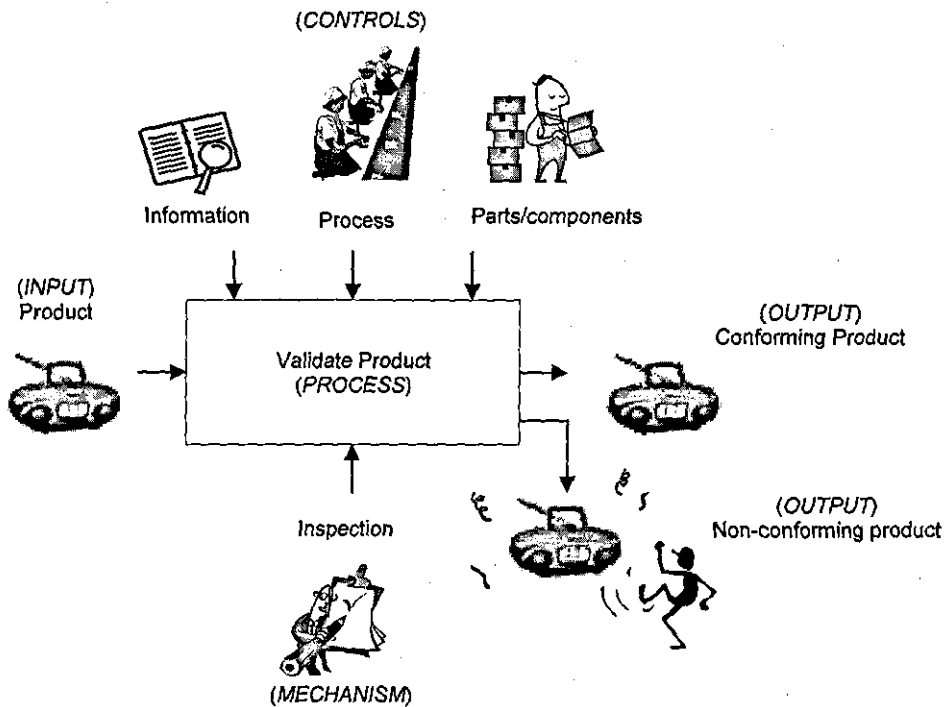 (CONTROLS)
Information
Process
Parts/components
(INPUT)
Product
Validate Product
(PROCESS)
(OUTPUT)
Conforming Product
Inspection
(OUTPUT)
Non-conforming product
(MECHANISM)